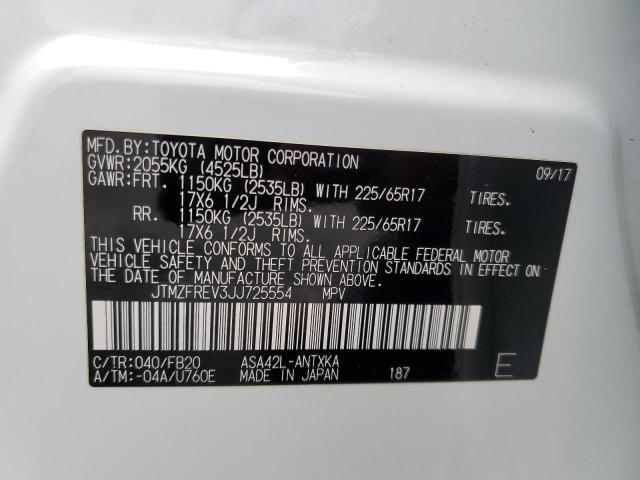 MFD.BY:TOYOTA MOTOR CORPORATION 09/17
GVWR:2055KG (4525LB)
GAWR:FRT. 1150KG (2535LB) WITH 225/65R17 TIRES.
17X6 1/2J RIMS.
RR. 1150KG (2535LB) WITH 225/65R17 TIRES.
17X6 1/2J RIMS.
THIS VEHICLE CONFORMS TO ALL APPLICABLE FEDERAL MOTOR
VEHICLE SAFETY AND THEFT PREVENTION STANDARDS IN EFFECT ON
THE DATE OF MANUFACTURE SHOWN ABOVE.
JTMZFREV3JJ725554 MPV
C/TR:040/FB20 ASA42L-ANTXKA
A/TM:-04A/U760E MADE IN JAPAN 187 E